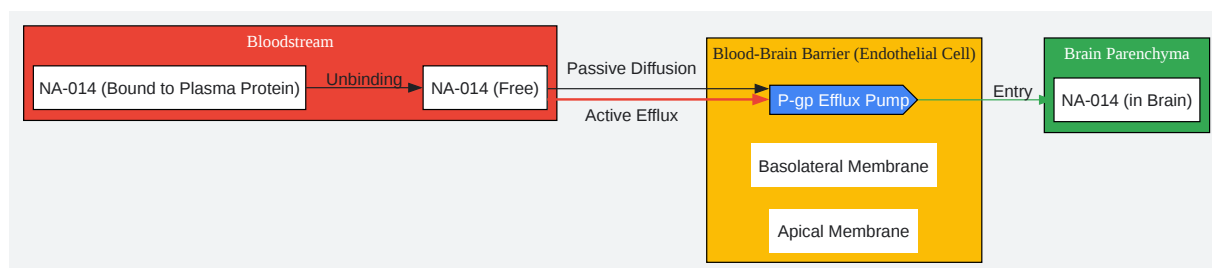 Bloodstream
NA-014 (Bound to Plasma Protein)
Unbinding
NA-014 (Free)
Passive Diffusion
Active Efflux
Blood-Brain Barrier (Endothelial Cell)
P-gp Efflux Pump
Basolateral Membrane
Apical Membrane
Entry
Brain Parenchyma
NA-014 (in Brain)